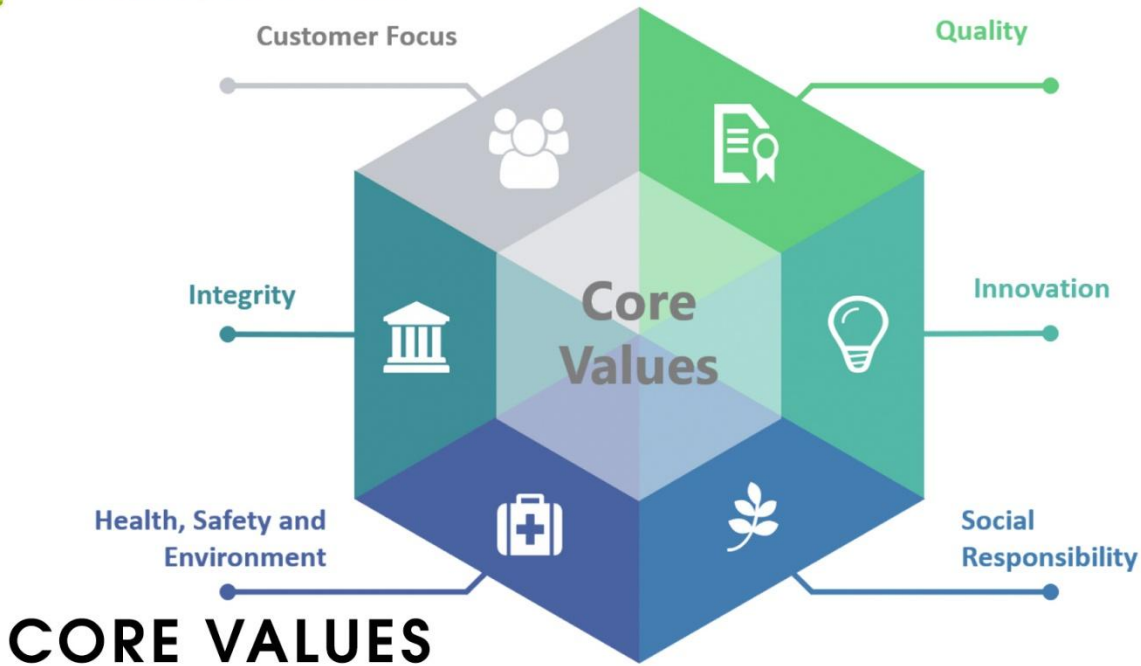 Customer Focus
Quality
Integrity
Core
Values
Innovation
Health, Safety and
Environment
Social
Responsibility
CORE VALUES